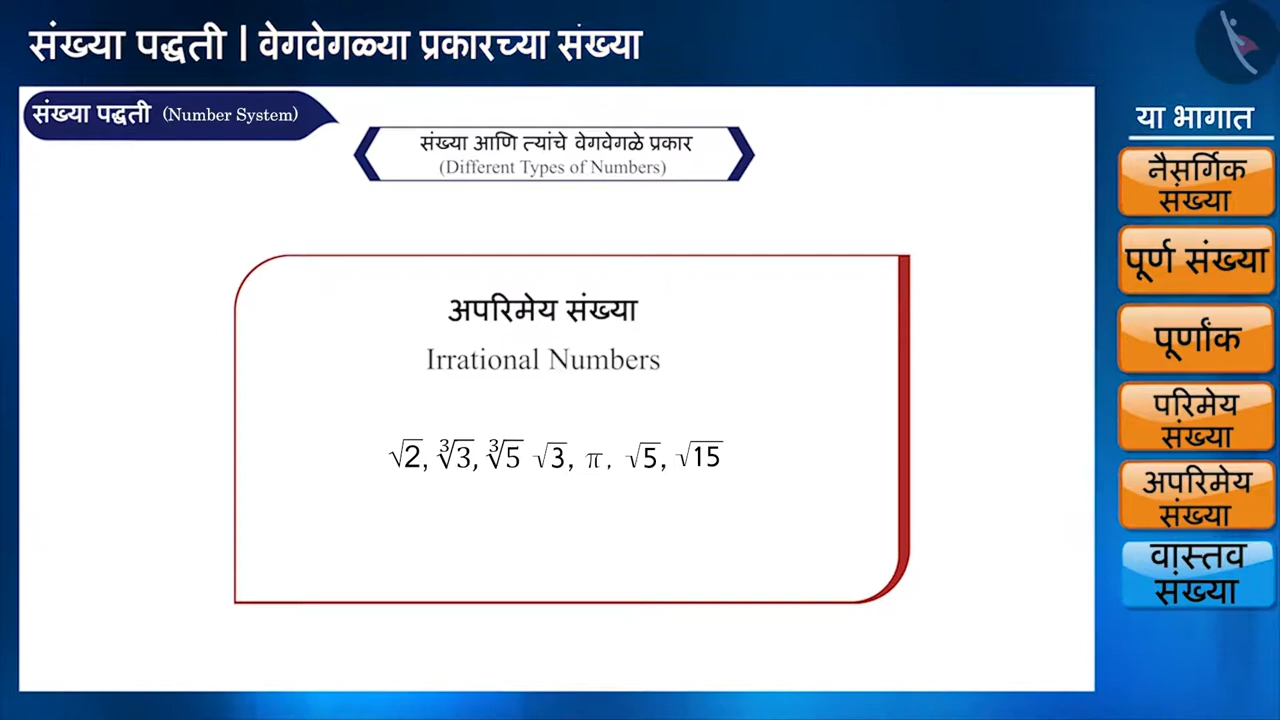 संख्या पद्धती | वेगवेगळ्या प्रकारच्या संख्या
संख्या पद्धती (Number System)
संख्या आणि त्यांचे वेगवेगळे प्रकार
(Different Types of Numbers)
अपरिमेय संख्या
Irrational Numbers
√2, ∛3, ∛5 √3, π, √5, √15
या भागात
नैसर्गिक
संख्या
पूर्ण संख्या
पूर्णांक
परिमेय
संख्या
अपरिमेय
संख्या
वास्तव
संख्या